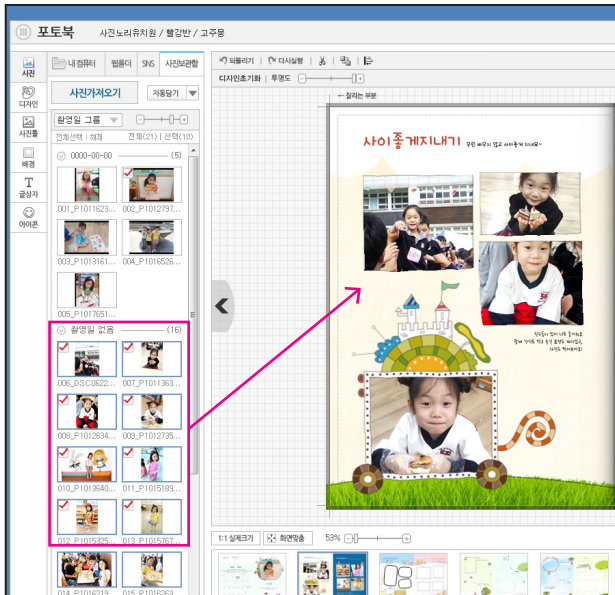 포토북 사진노리유치원 / 빨강반 / 고주몽
사진
디자인
사진틀
배경
글상자
아이콘
내 컴퓨터 웹폴더 SNS 사진보관함
사진가져오기 자동담기
촬영일 그룹
전체선택 | 해제 전체(21) | 선택(10)
0000-00-00 (5)
001_P1011623... 002_P1012797...
003_P1013161... 004_P1016526...
005_P1017651...
촬영일 없음 (16)
006_DSC0622... 007_P1011363...
008_P1012634... 009_P1012735...
010_P1013640... 011_P1015189...
012_P1015325... 013_P1015767...
014_P1016219... 015_P1016263...
되돌리기 다시실행
디자인초기화 투명도
← 잘리는 부분
사이좋게지내기
1:1 실제크기 화면맞춤 53%